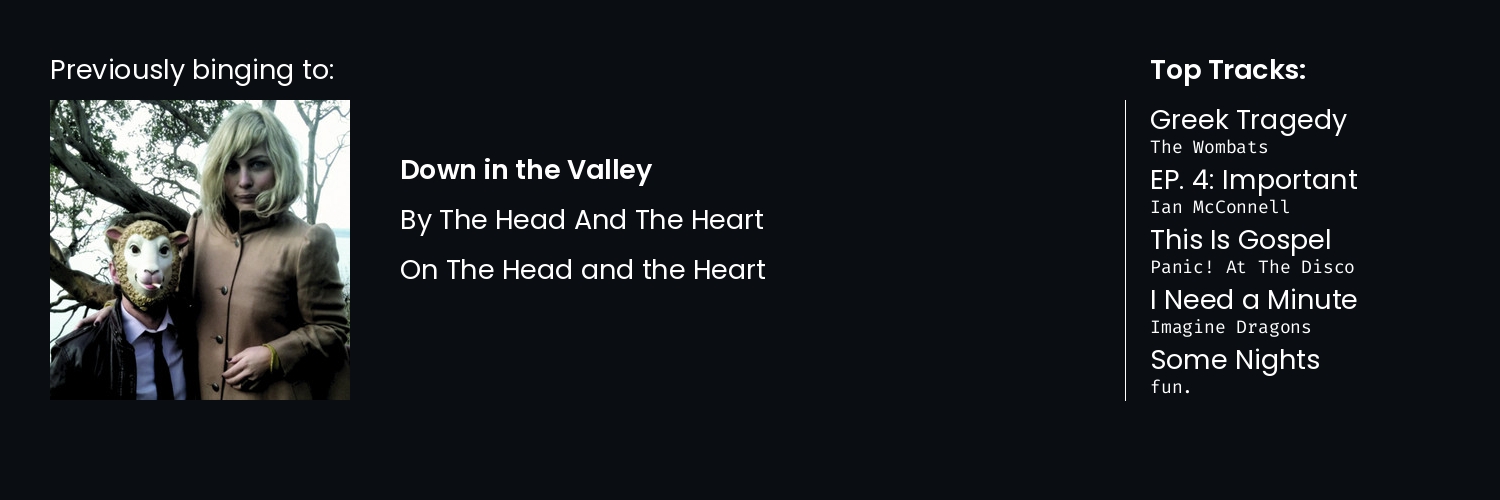 Previously binging to:
Down in the Valley
By The Head And The Heart
On The Head and the Heart
Top Tracks:
Greek Tragedy
The Wombats
EP. 4: Important
Ian McConnell
This Is Gospel
Panic! At The Disco
I Need a Minute
Imagine Dragons
Some Nights
fun.